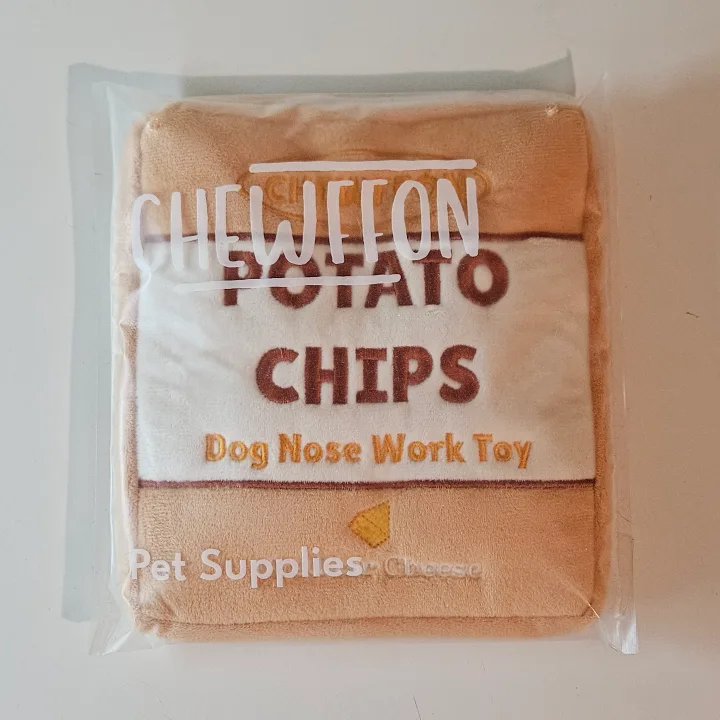 CHEWFFON
POTATO
CHIPS
Dog Nose Work Toy
Pet Supplies
Cheese